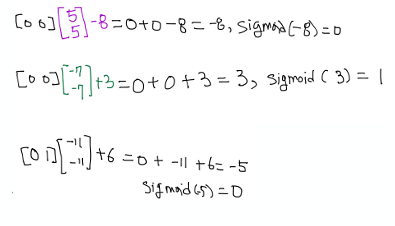 [0 0] [5 5] -8 = 0+0-8 = -8, sigmoid(-8) = 0
[0 0] [-7 -7] +3 = 0+0+3 = 3, sigmoid(3) = 1
[0 1] [-11 -11] +6 = 0 + -11 +6 = -5
sigmoid(-5) = 0